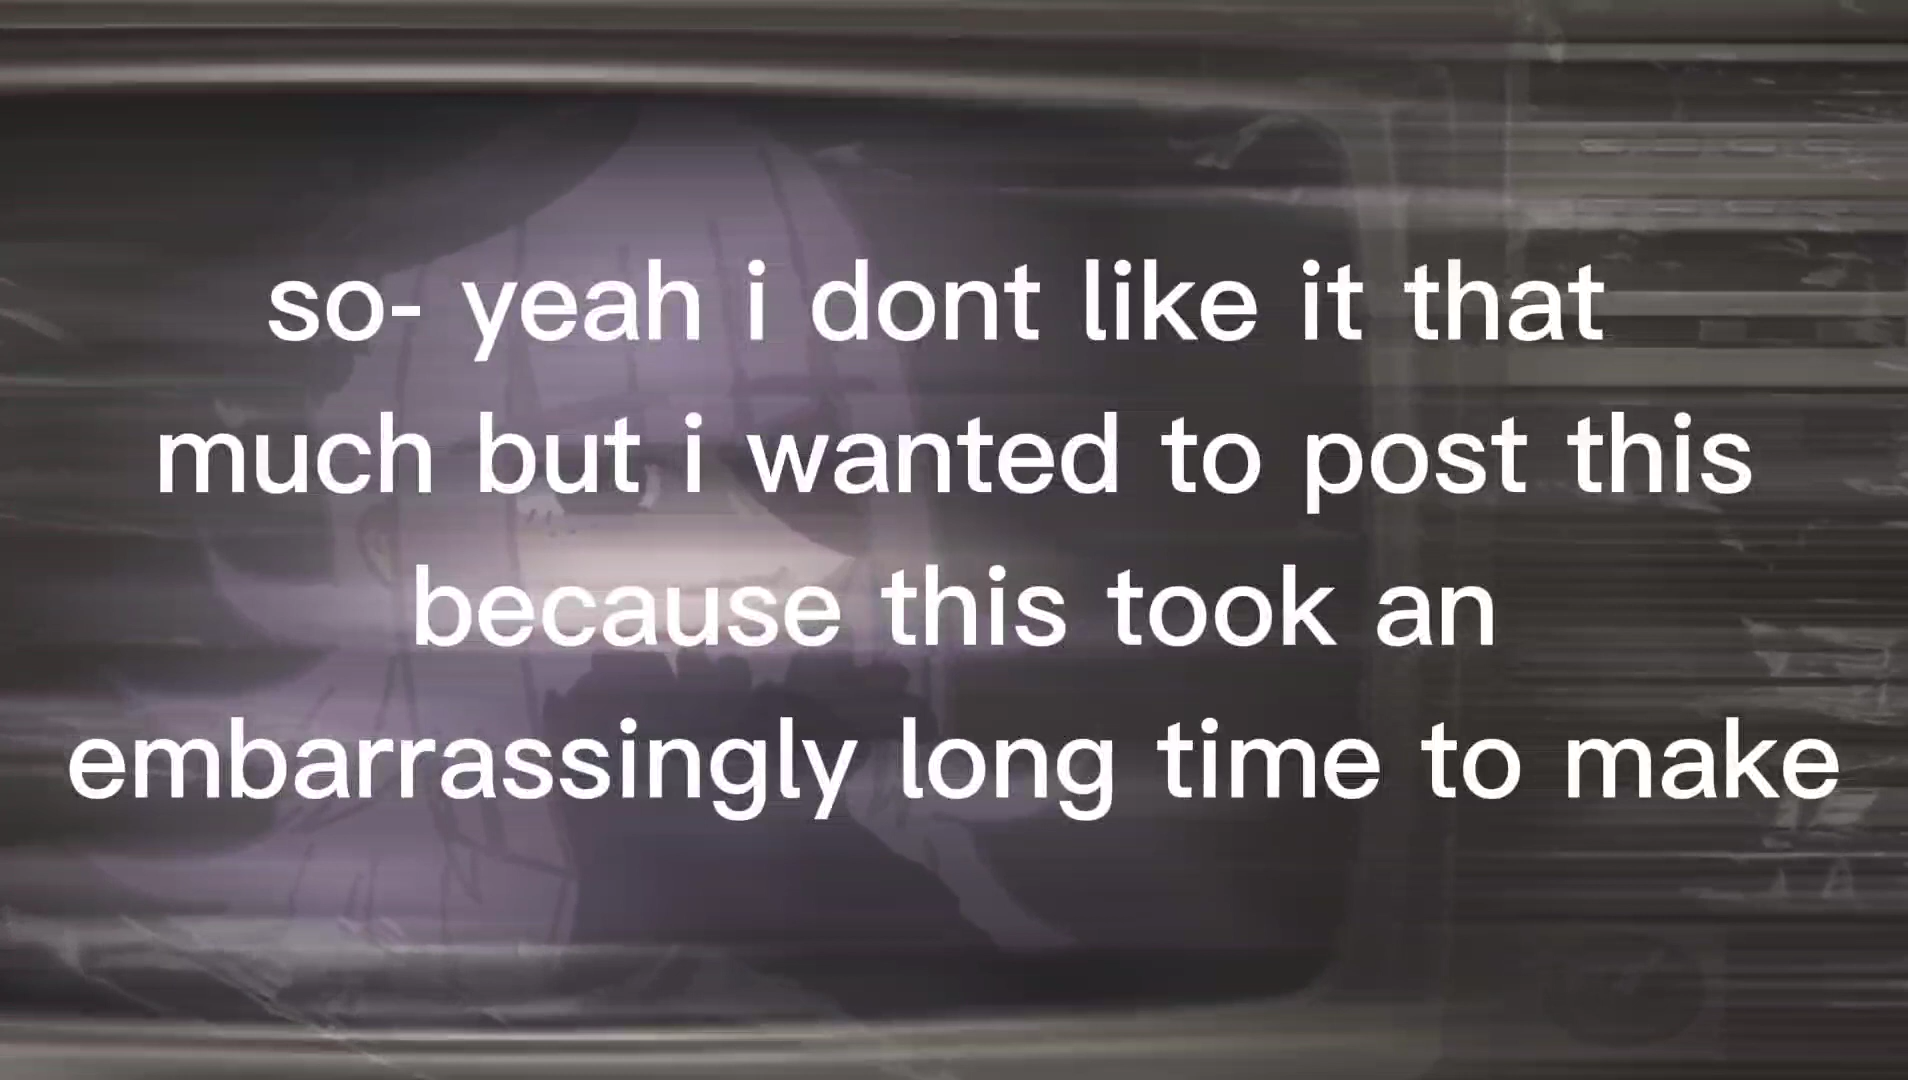 so- yeah i dont like it that
much but i wanted to post this
because this took an
embarrassingly long time to make